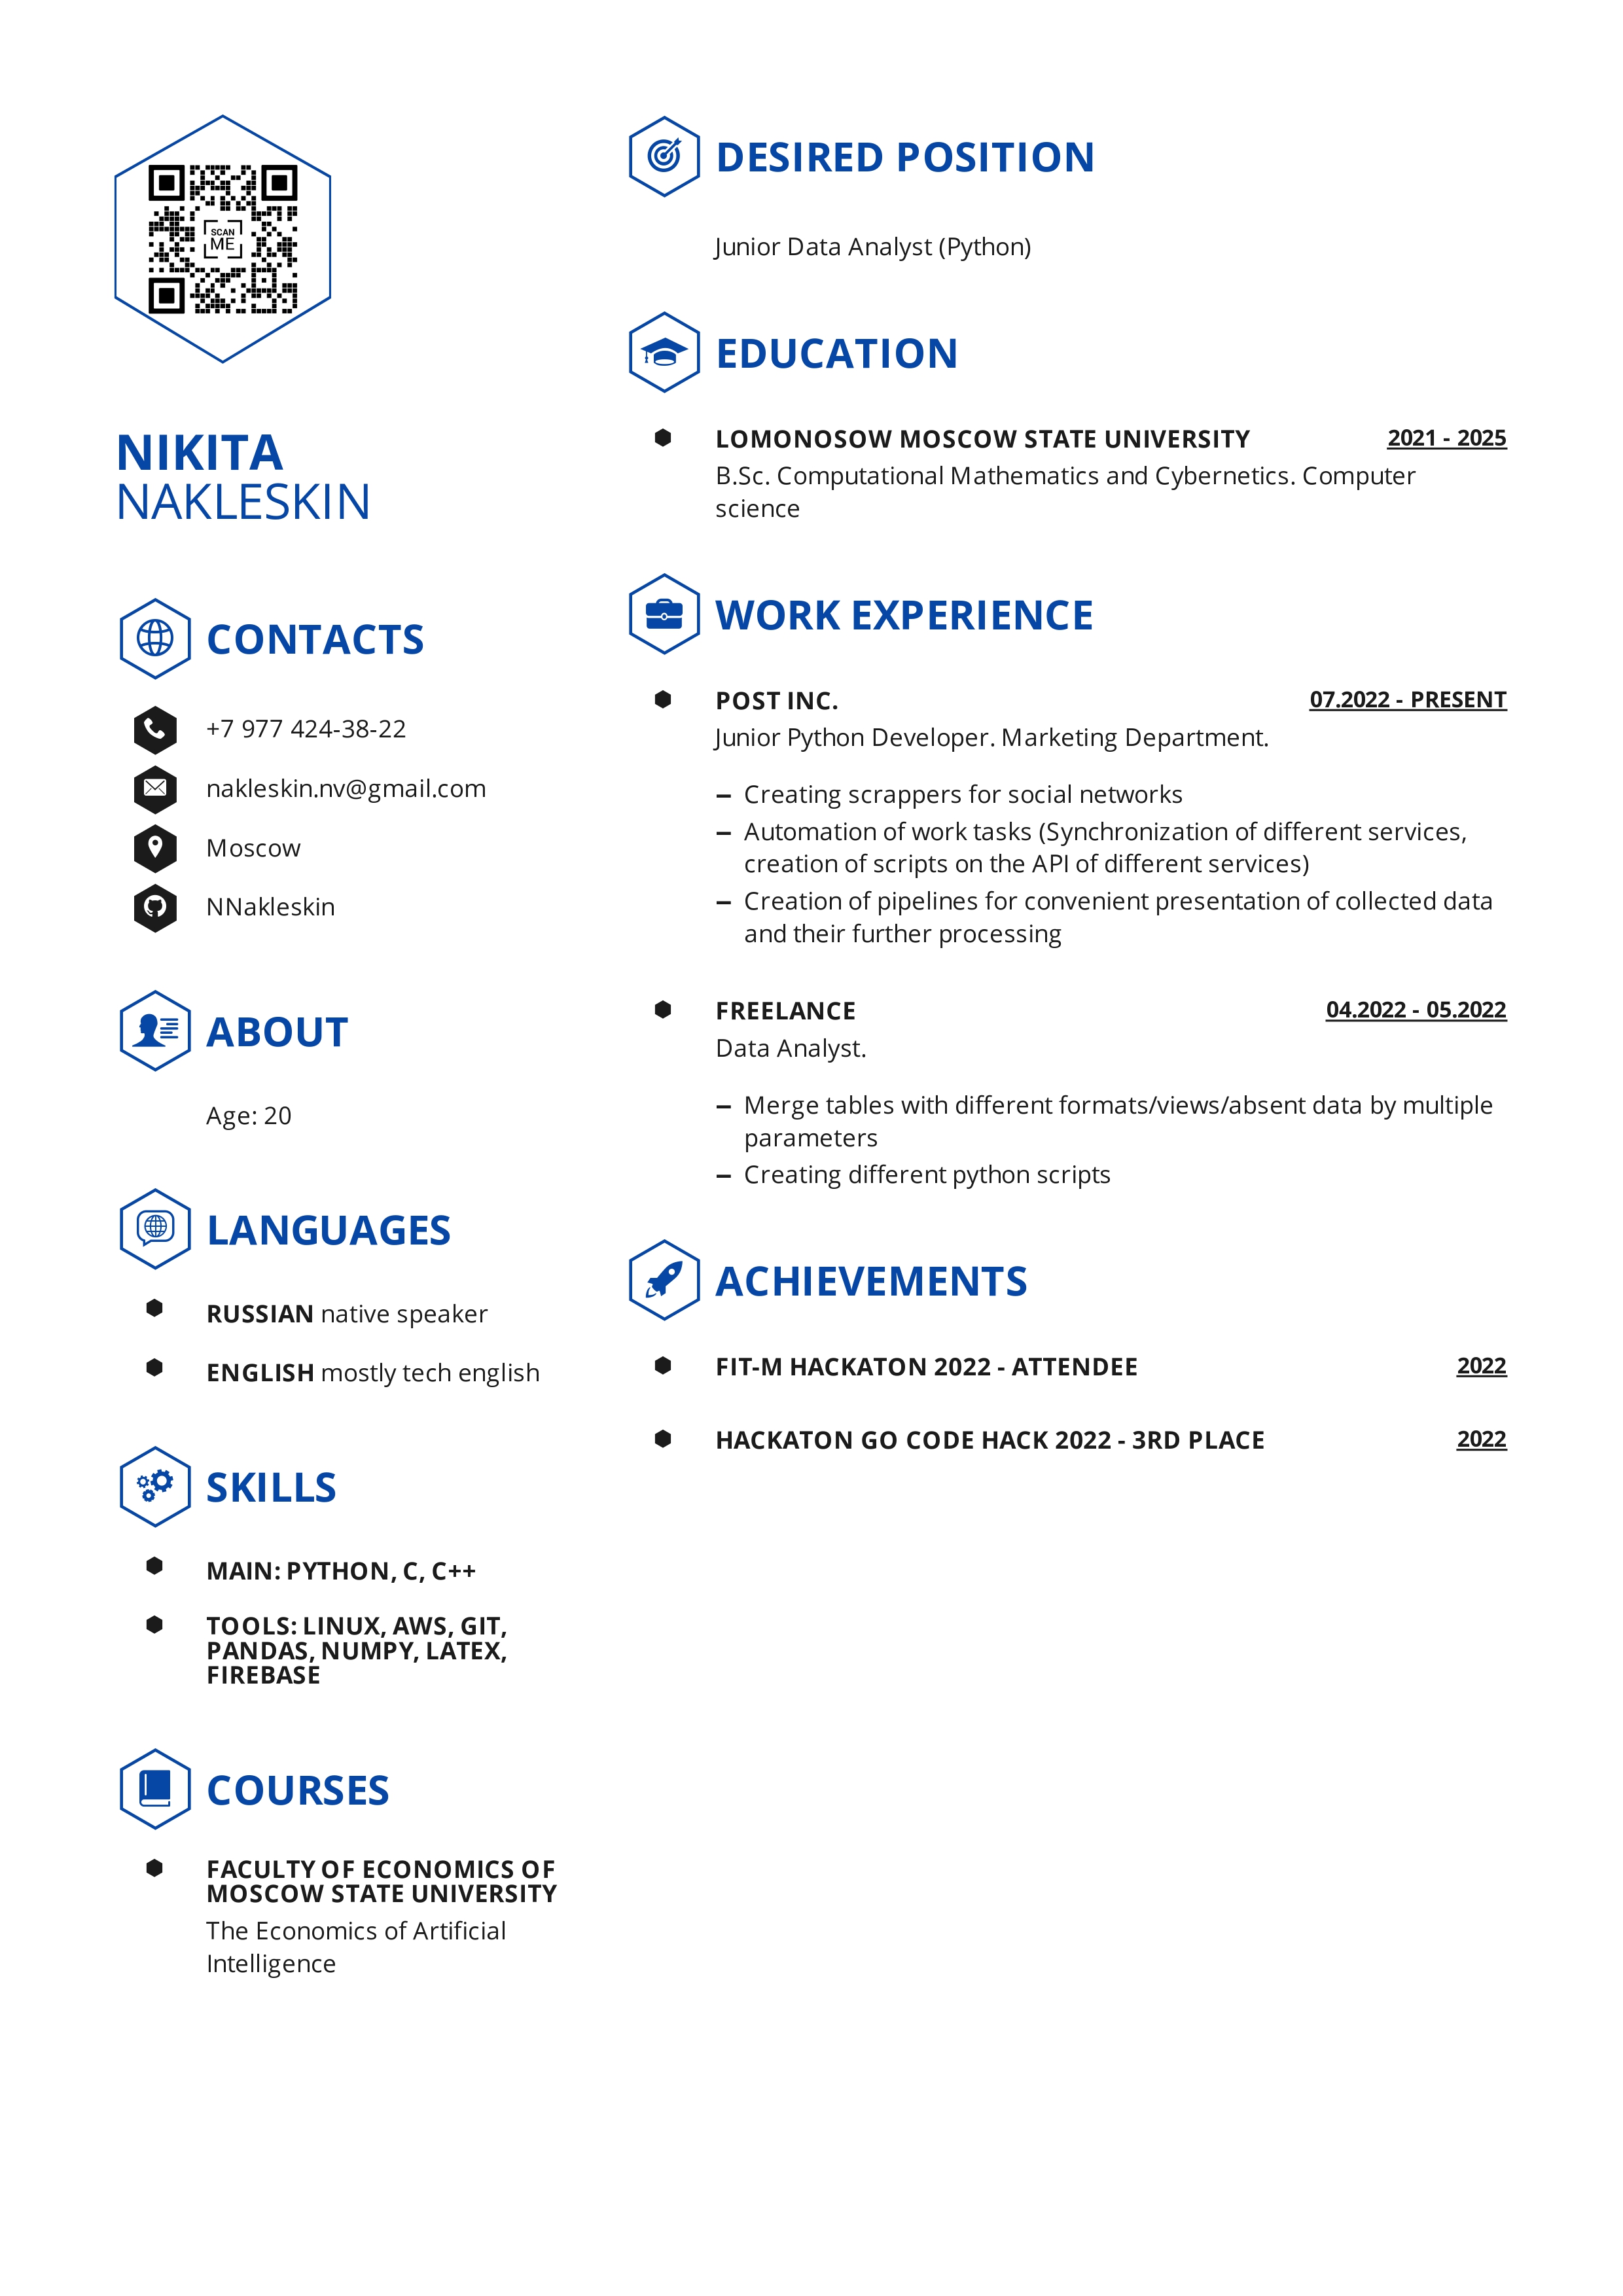 SCAN
ME
NIKITA
NAKLESKIN
CONTACTS
+7 977 424-38-22
nakleskin.nv@gmail.com
Moscow
NNakleskin
ABOUT
Age: 20
LANGUAGES
RUSSIAN native speaker
ENGLISH mostly tech english
SKILLS
MAIN: PYTHON, C, C++
TOOLS: LINUX, AWS, GIT,
PANDAS, NUMPY, LATEX,
FIREBASE
COURSES
FACULTY OF ECONOMICS OF
MOSCOW STATE UNIVERSITY
The Economics of Artificial
Intelligence
DESIRED POSITION
Junior Data Analyst (Python)
EDUCATION
LOMONOSOW MOSCOW STATE UNIVERSITY 2021 - 2025
B.Sc. Computational Mathematics and Cybernetics. Computer
science
WORK EXPERIENCE
POST INC. 07.2022 - PRESENT
Junior Python Developer. Marketing Department.
– Creating scrappers for social networks
– Automation of work tasks (Synchronization of different services,
creation of scripts on the API of different services)
– Creation of pipelines for convenient presentation of collected data
and their further processing
FREELANCE 04.2022 - 05.2022
Data Analyst.
– Merge tables with different formats/views/absent data by multiple
parameters
– Creating different python scripts
ACHIEVEMENTS
FIT-M HACKATON 2022 - ATTENDEE 2022
HACKATON GO CODE HACK 2022 - 3RD PLACE 2022